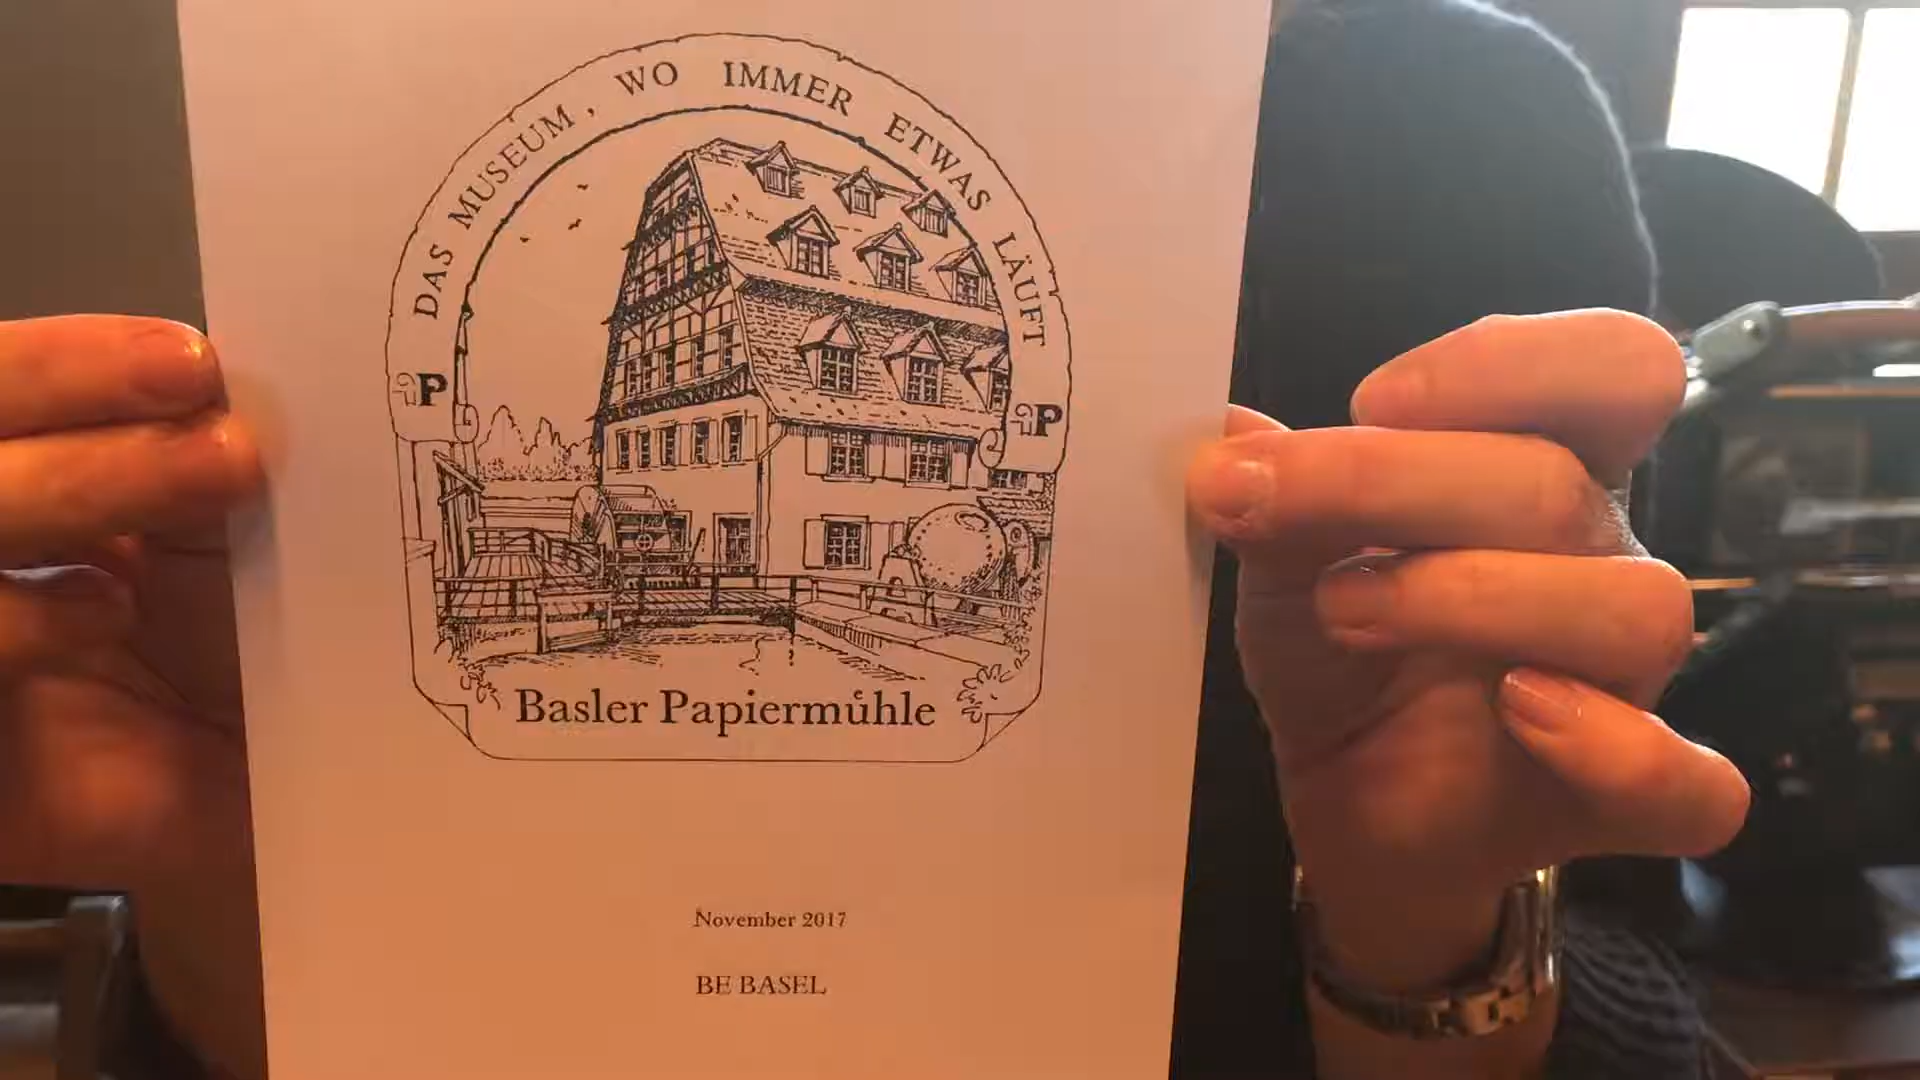 DAS MUSEUM, WO IMMER ETWAS LÄUFT
P P
Basler Papiermühle
November 2017
BE BASEL